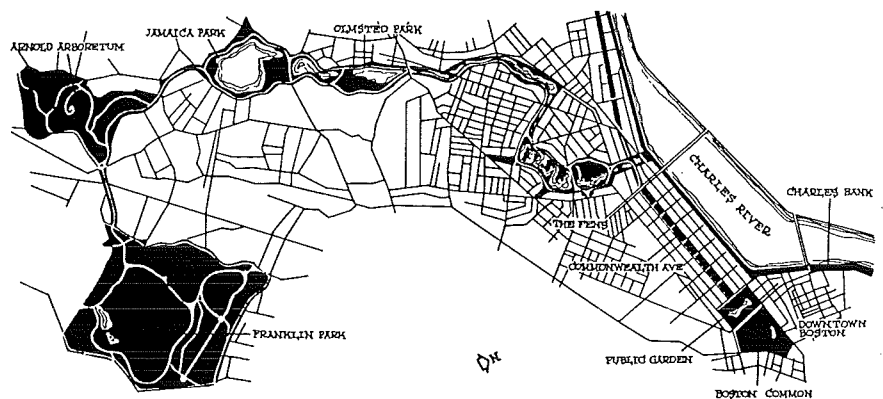 JAMAICA PARK
OLMSTED PARK
ARNOLD ARBORETUM
CHARLES RIVER
CHARLES BANK
THE FENS
COMMONWEALTH AVE
DOWNTOWN
BOSTON
FRANKLIN PARK
PUBLIC GARDEN
N
BOSTON COMMON